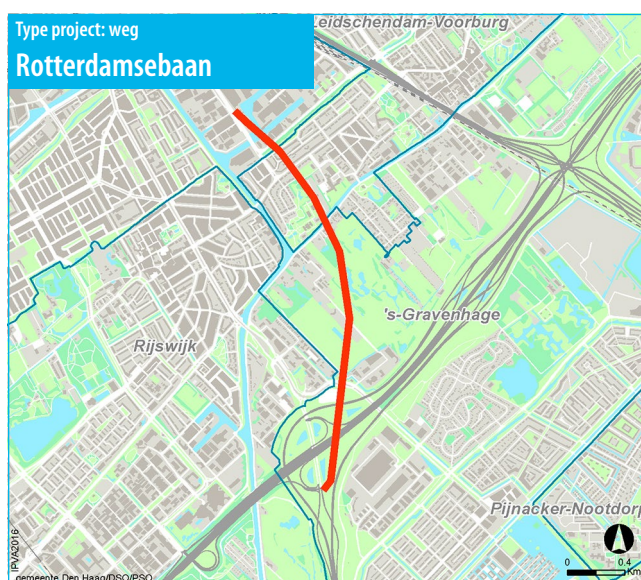 Type project: weg
Rotterdamsebaan
Leidschendam-Voorburg
's-Gravenhage
Rijswijk
Pijnacker-Nootdorp
IPVA2016
gemeente Den Haag/DSO/PSO
0 0.4
Km